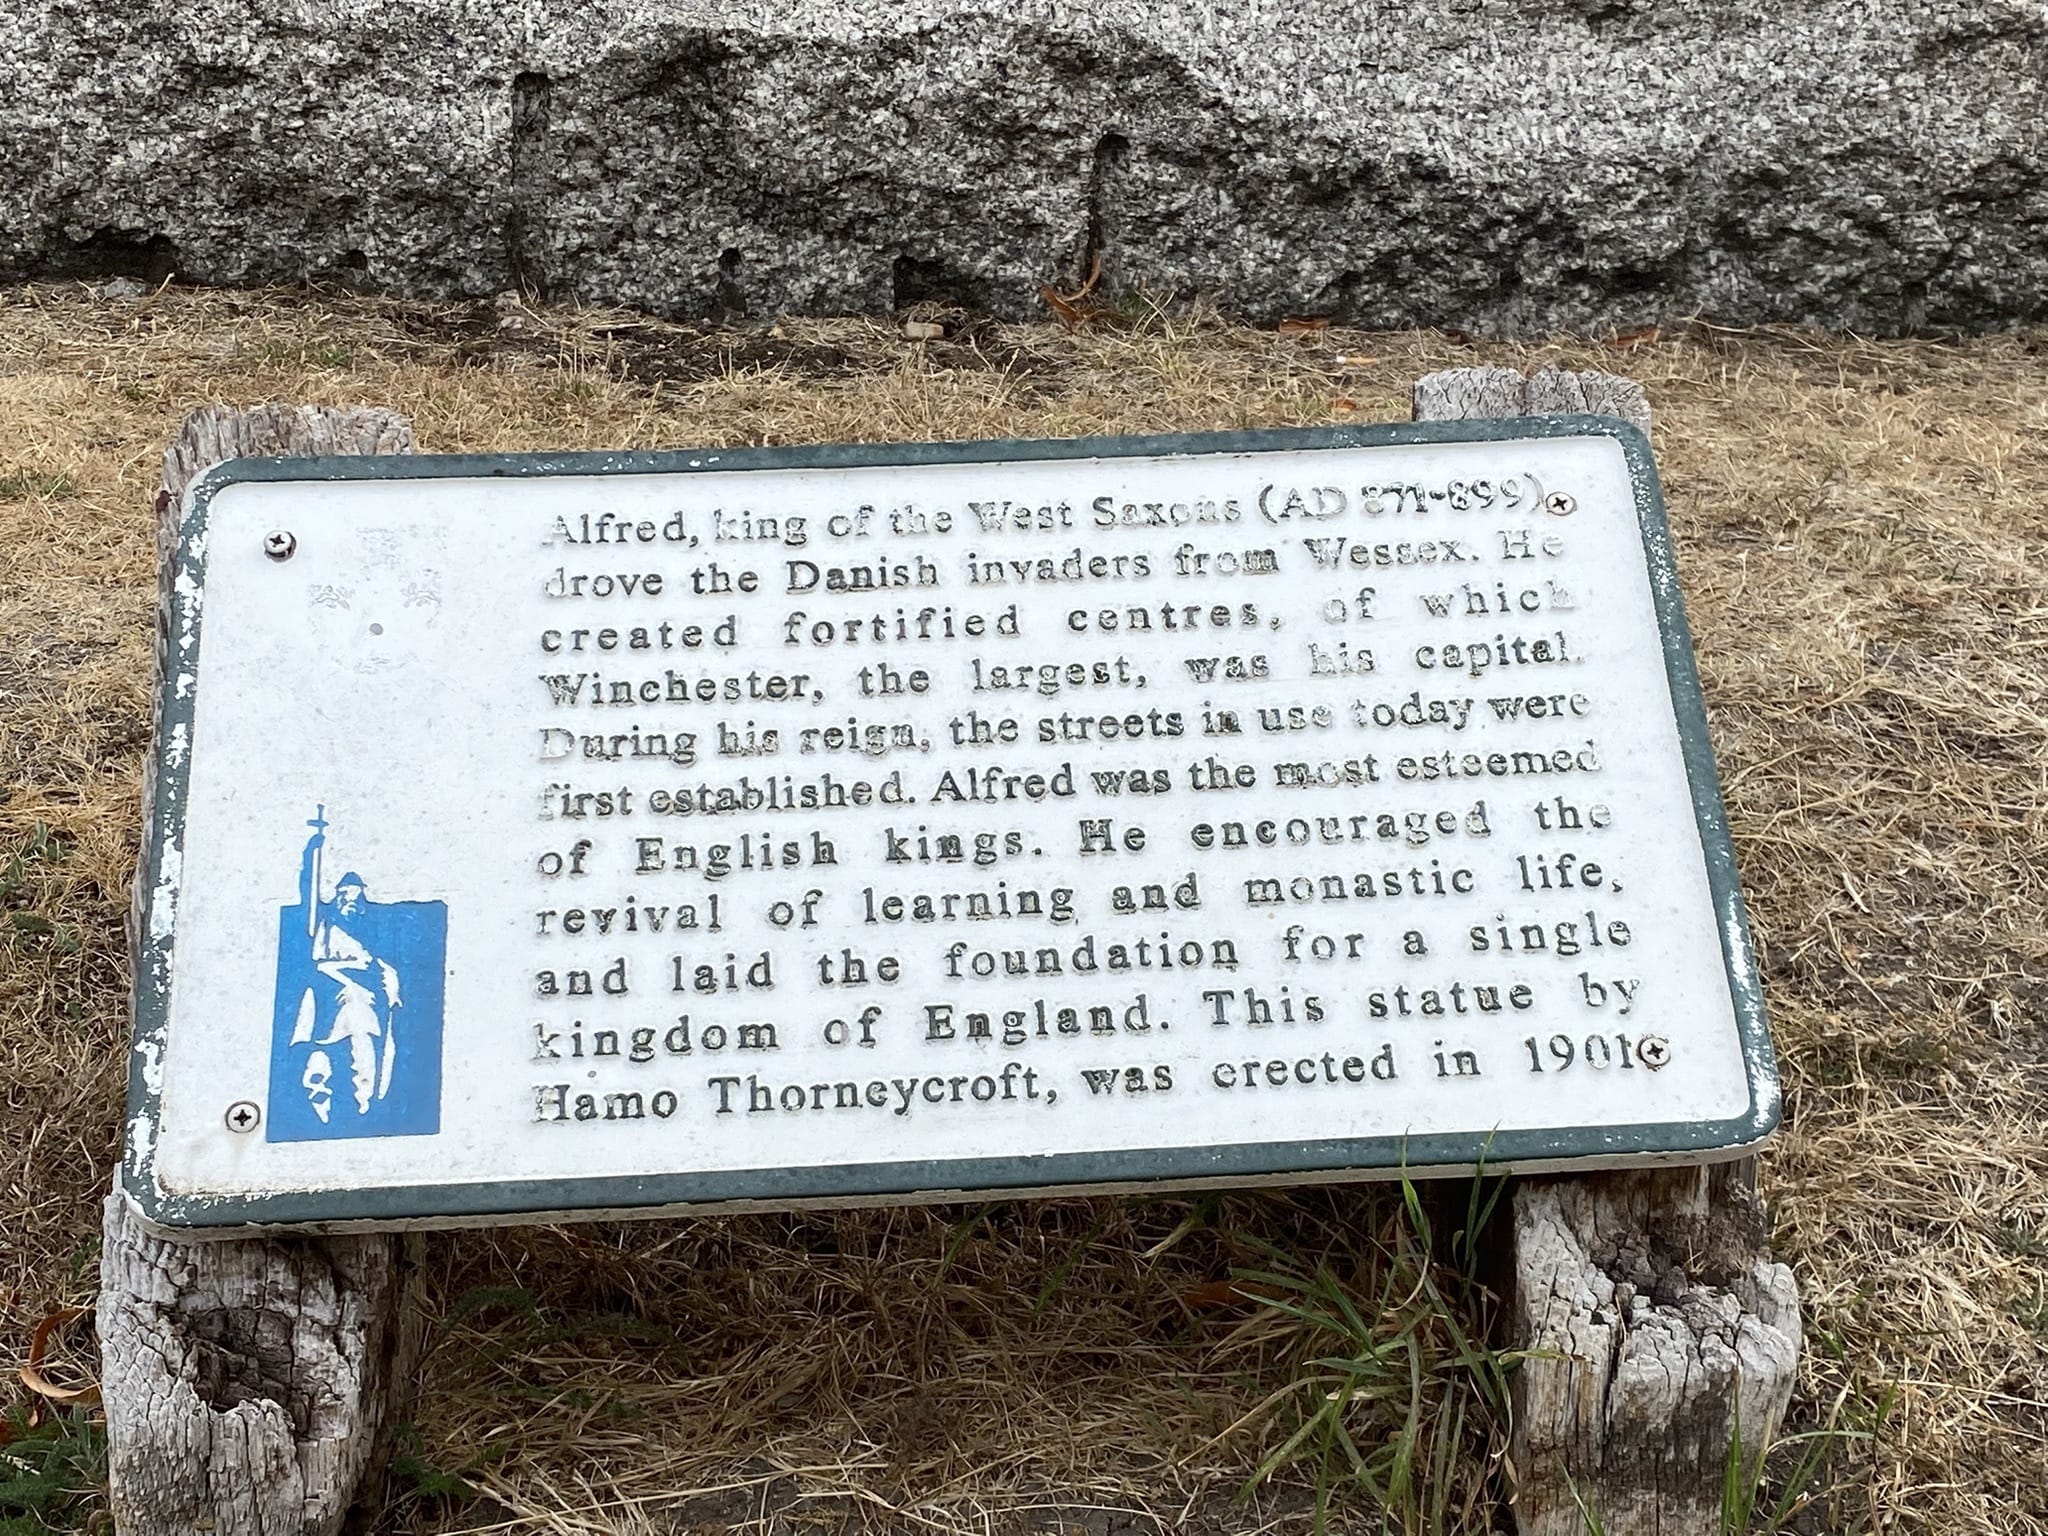 Alfred, king of the West Saxons (AD 871-899),
drove the Danish invaders from Wessex. He
created fortified centres, of which
Winchester, the largest, was his capital.
During his reign, the streets in use today were
first established. Alfred was the most esteemed
of English kings. He encouraged the
revival of learning and monastic life,
and laid the foundation for a single
kingdom of England. This statue by
Hamo Thorneycroft, was erected in 1901.